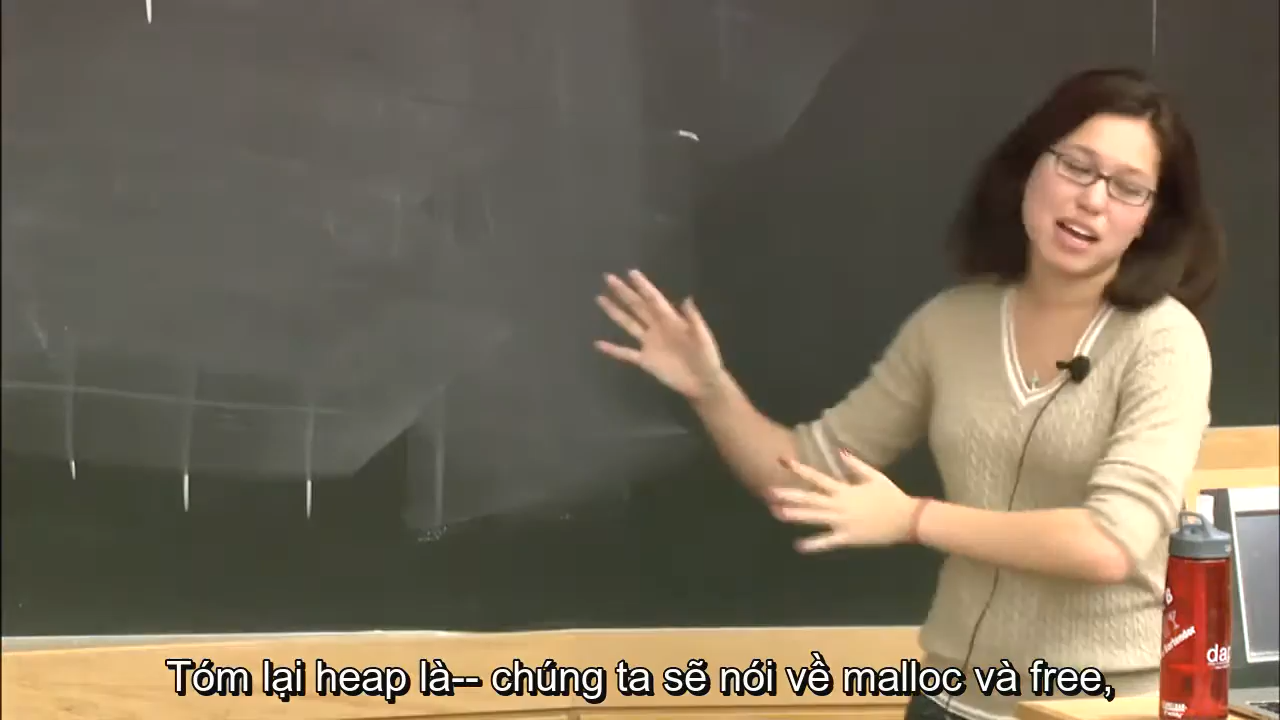 Tóm lại heap là-- chúng ta sẽ nói về malloc và free,